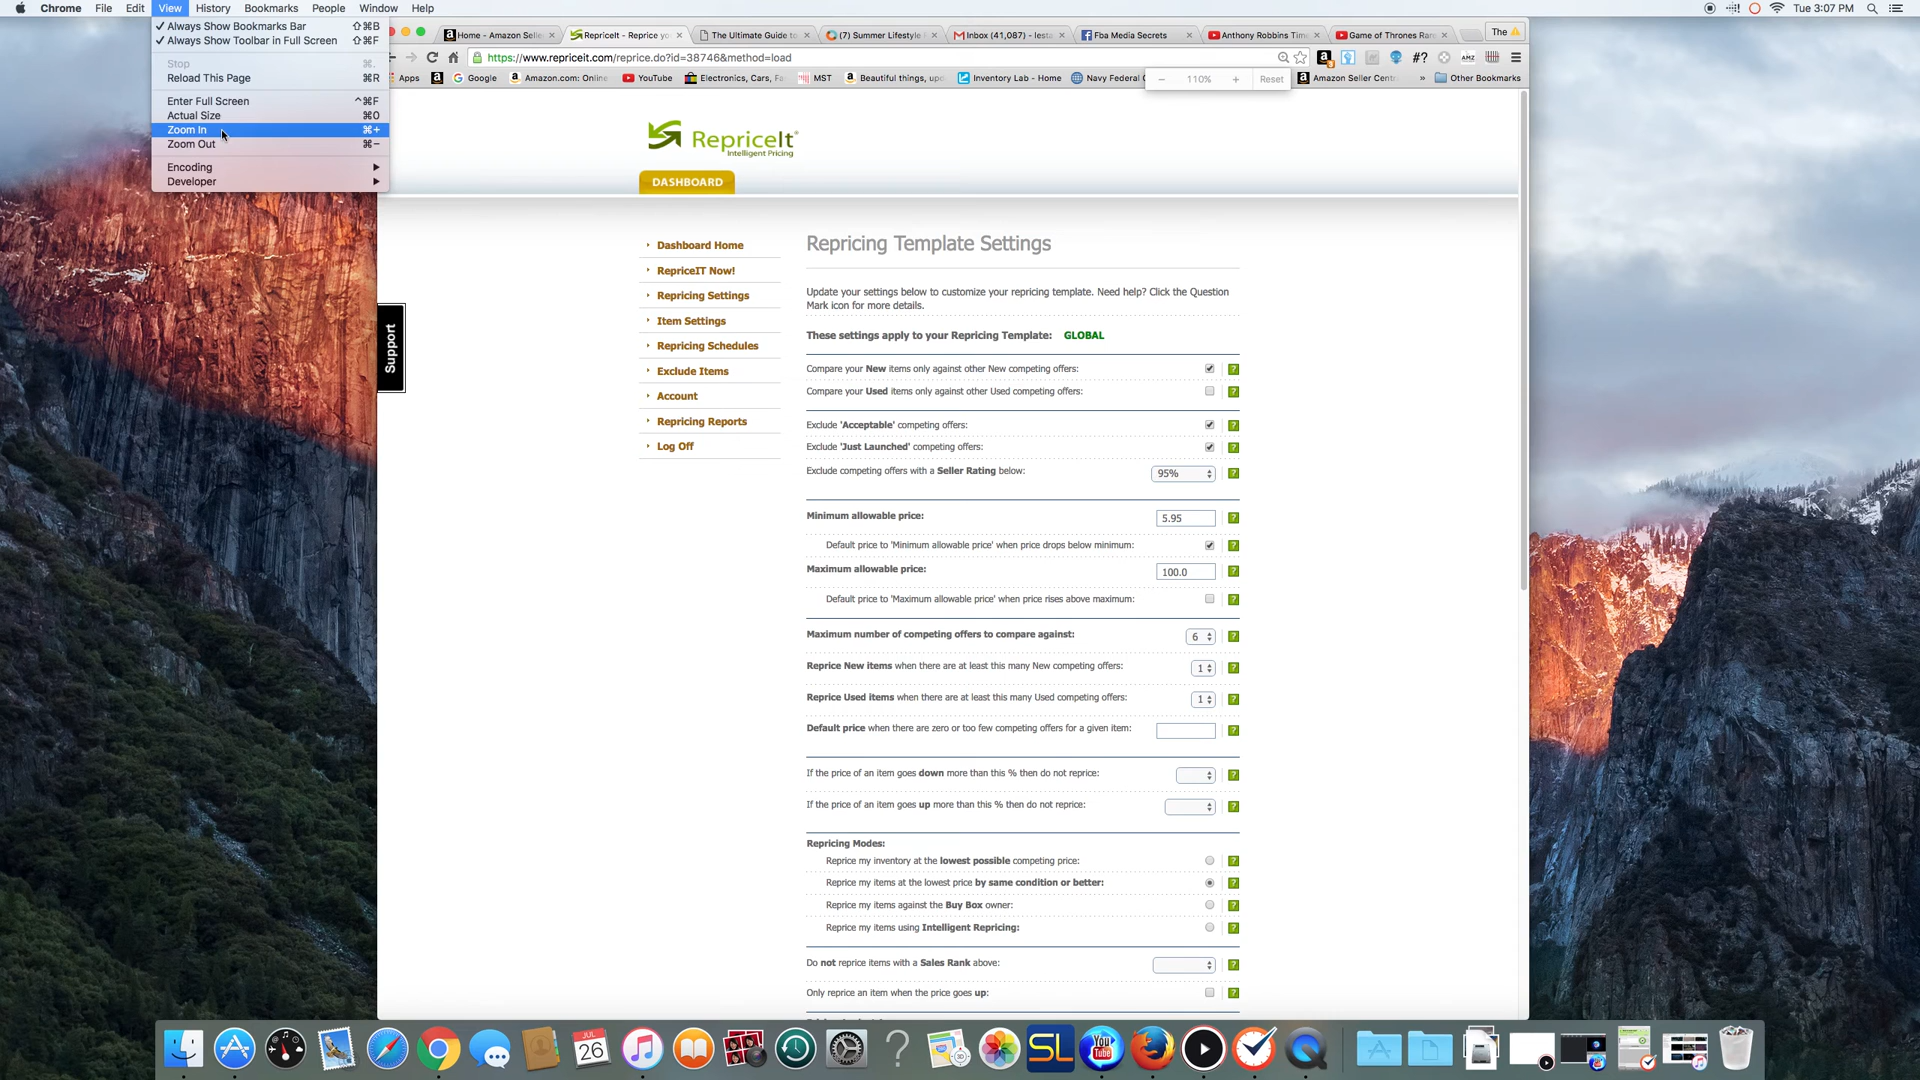 Chrome File Edit View History Bookmarks People Window Help
Tue 3:07 PM
✓ Always Show Bookmarks Bar ⇧⌘B
✓ Always Show Toolbar in Full Screen ⇧⌘F
Stop ⌘.
Reload This Page ⌘R
Enter Full Screen ^⌘F
Actual Size ⌘0
Zoom In ⌘+
Zoom Out ⌘−
Encoding
Developer
Home - Amazon Sell
RepriceIt - Reprice yo
The Ultimate Guide to
(7) Summer Lifestyle
Inbox (41,087) - lesta
Fba Media Secrets
Anthony Robbins Tim
Game of Thrones Ra
The
https://www.repriceit.com/reprice.do?id=38746&method=load
#?
AMZ
Apps
Google
Amazon.com: Online
YouTube
Electronics, Cars, Fa
MST
Beautiful things, up
Inventory Lab - Home
Navy Federal
Amazon Seller Cent
»
Other Bookmarks
− 110% + Reset
RepriceIt
Intelligent Pricing
DASHBOARD
Support
Dashboard Home
RepriceIT Now!
Repricing Settings
Item Settings
Repricing Schedules
Exclude Items
Account
Repricing Reports
Log Off
Repricing Template Settings
Update your settings below to customize your repricing template. Need help? Click the Question
Mark icon for more details.
These settings apply to your Repricing Template: GLOBAL
Compare your New items only against other New competing offers: ?
Compare your Used items only against other Used competing offers: ?
Exclude 'Acceptable' competing offers: ?
Exclude 'Just Launched' competing offers: ?
Exclude competing offers with a Seller Rating below: 95% ?
Minimum allowable price: 5.95 ?
Default price to 'Minimum allowable price' when price drops below minimum: ?
Maximum allowable price: 100.0 ?
Default price to 'Maximum allowable price' when price rises above maximum: ?
Maximum number of competing offers to compare against: 6 ?
Reprice New items when there are at least this many New competing offers: 1 ?
Reprice Used items when there are at least this many Used competing offers: 1 ?
Default price when there are zero or too few competing offers for a given item: ?
If the price of an item goes down more than this % then do not reprice: ?
If the price of an item goes up more than this % then do not reprice: ?
Repricing Modes:
Reprice my inventory at the lowest possible competing price: ?
Reprice my items at the lowest price by same condition or better: ?
Reprice my items against the Buy Box owner: ?
Reprice my items using Intelligent Repricing: ?
Do not reprice items with a Sales Rank above: ?
Only reprice an item when the price goes up: ?
JUL
26
?
3D
SL
You
Tube